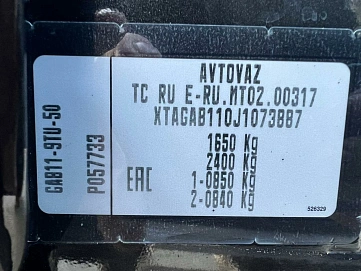 AVTOVAZ
TC RU E-RU.MT02.00317
XTAGAB110J1073887
1650 Kg
2400 Kg
1-0850 Kg
2-0840 Kg
EAC
GAB11-9TU-50
P057733
526329